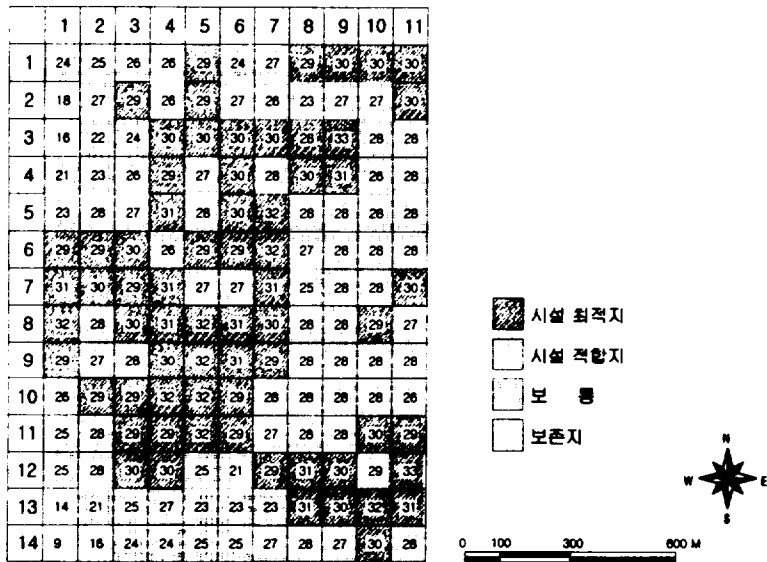 1 2 3 4 5 6 7 8 9 10 11
1 24 25 26 26 29 24 27 29 30 30 30
2 18 27 29 26 29 27 26 23 27 27 30
3 16 22 24 30 30 30 30 28 33 28 28
4 21 23 26 29 27 30 28 30 31 26 28
5 23 26 27 31 28 30 32 28 28 28 28
6 29 29 30 26 29 29 32 27 28 28 28
7 31 30 29 31 27 27 31 25 28 28 30
8 32 28 30 31 32 31 30 28 28 29 27
9 29 27 28 30 32 31 29 28 28 28 28
10 26 29 29 32 32 29 28 28 28 28 26
11 25 28 29 29 32 29 27 28 28 30 29
12 25 28 30 30 25 21 29 31 30 29 33
13 14 21 25 27 23 23 23 31 30 32 31
14 9 16 24 24 25 25 27 28 27 30 28
시설 최적지
시설 적합지
보 통
보존지
N
W E
S
0 100 300 600 M